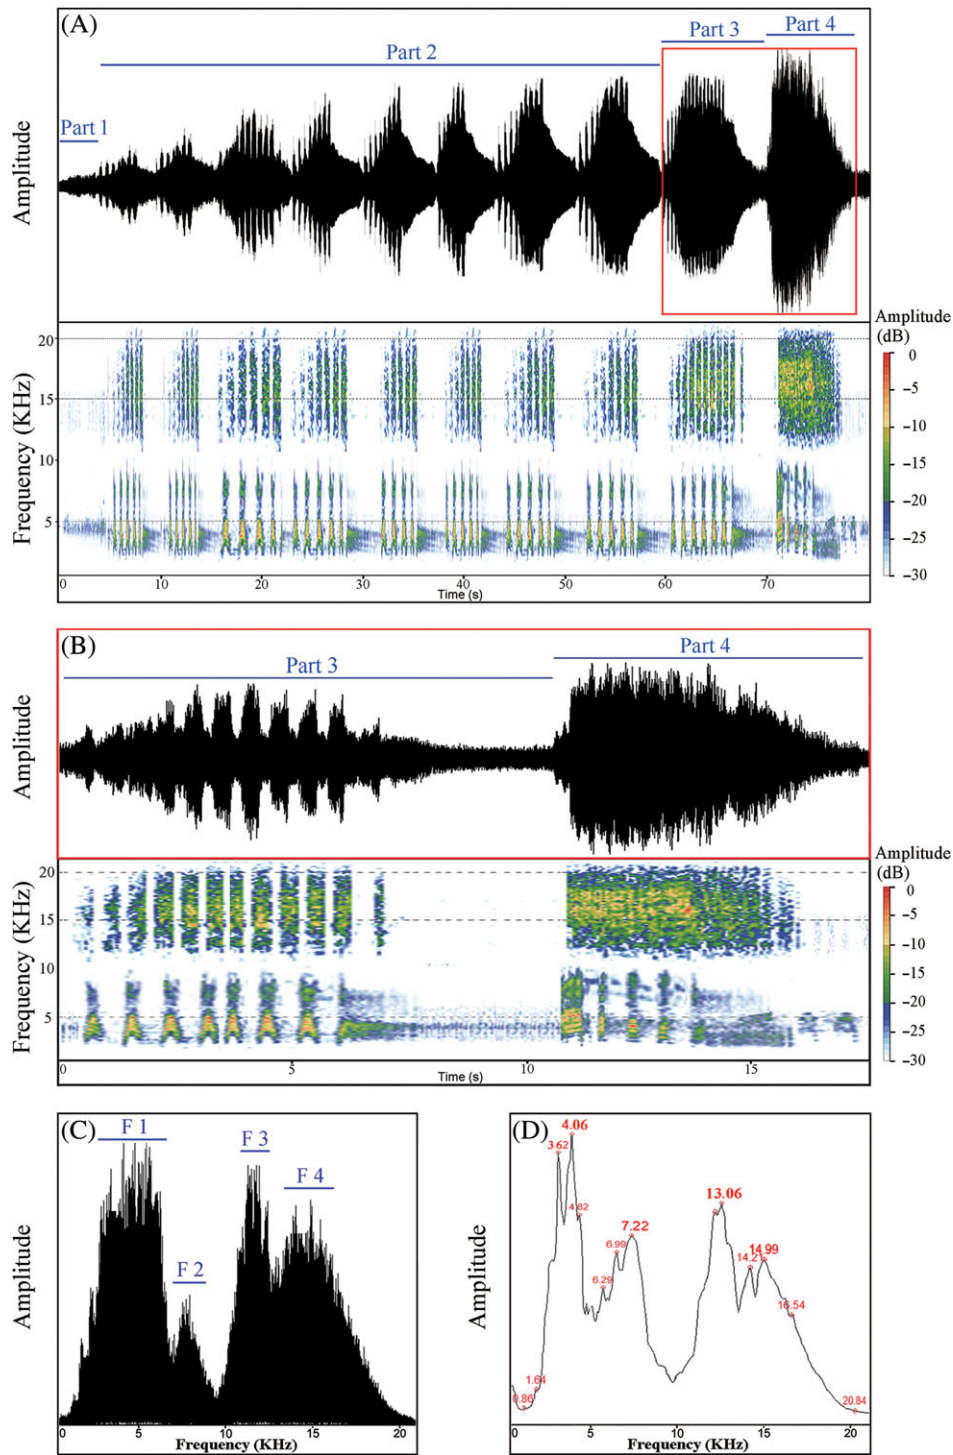 (A)
Part 1
Part 2
Part 3
Part 4
Amplitude
Amplitude
(dB)
0
−5
−10
−15
−20
−25
−30
Frequency (KHz)
20
15
10
5
0 10 20 30 40 50 60 70
Time (s)
(B)
Part 3
Part 4
Amplitude
Amplitude
(dB)
0
−5
−10
−15
−20
−25
−30
Frequency (KHz)
20
15
10
5
0 5 10 15
Time (s)
(C)
F 1
F 2
F 3
F 4
Amplitude
0 5 10 15 20
Frequency (KHz)
(D)
4.06
3.62
4.82
7.22
6.99
6.29
13.06
14.2
14.99
16.54
1.64
0.86
20.84
Amplitude
0 5 10 15 20
Frequency (KHz)